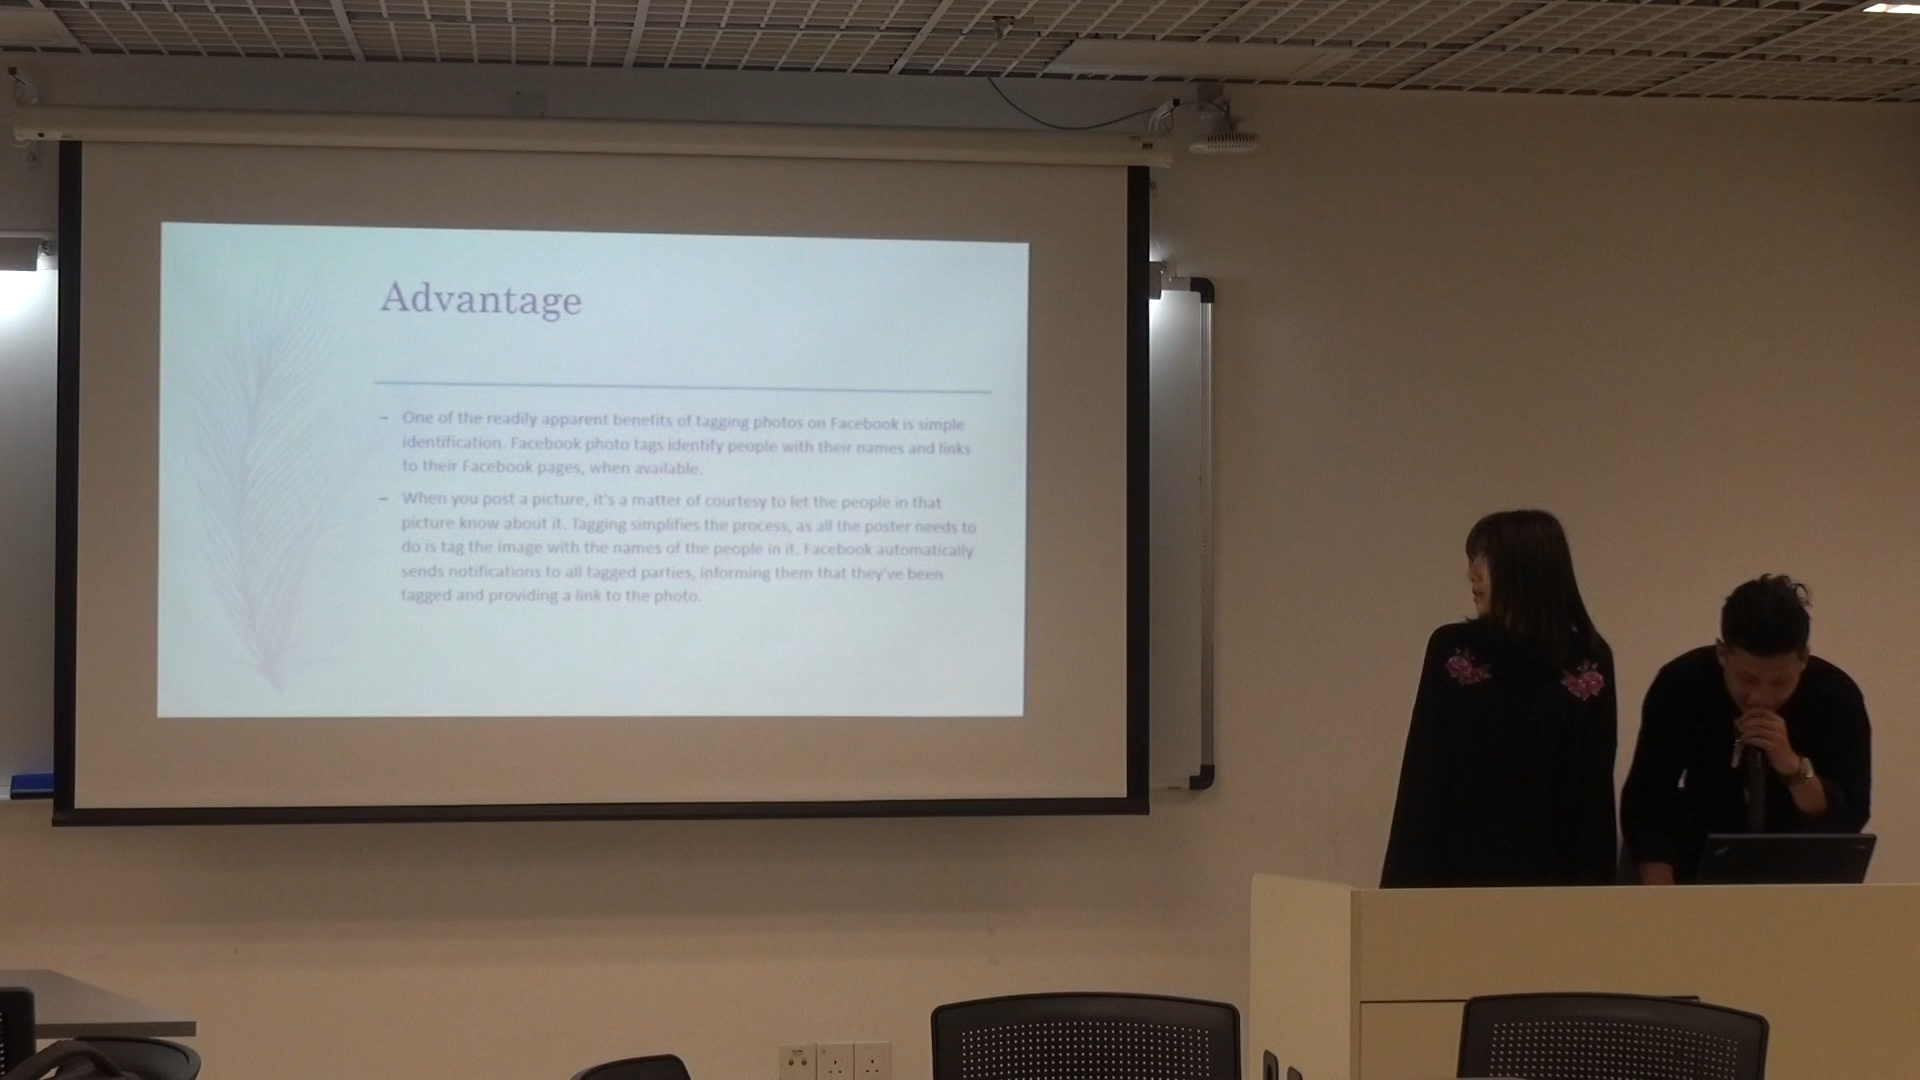 Advantage
– One of the readily apparent benefits of tagging photos on Facebook is simple
identification. Facebook photo tags identify people with their names and links
to their Facebook pages, when available.
– When you post a picture, it's a matter of courtesy to let the people in that
picture know about it. Tagging simplifies the process, as all the poster needs to
do is tag the image with the names of the people in it. Facebook automatically
sends notifications to all tagged parties, informing them that they've been
tagged and providing a link to the photo.